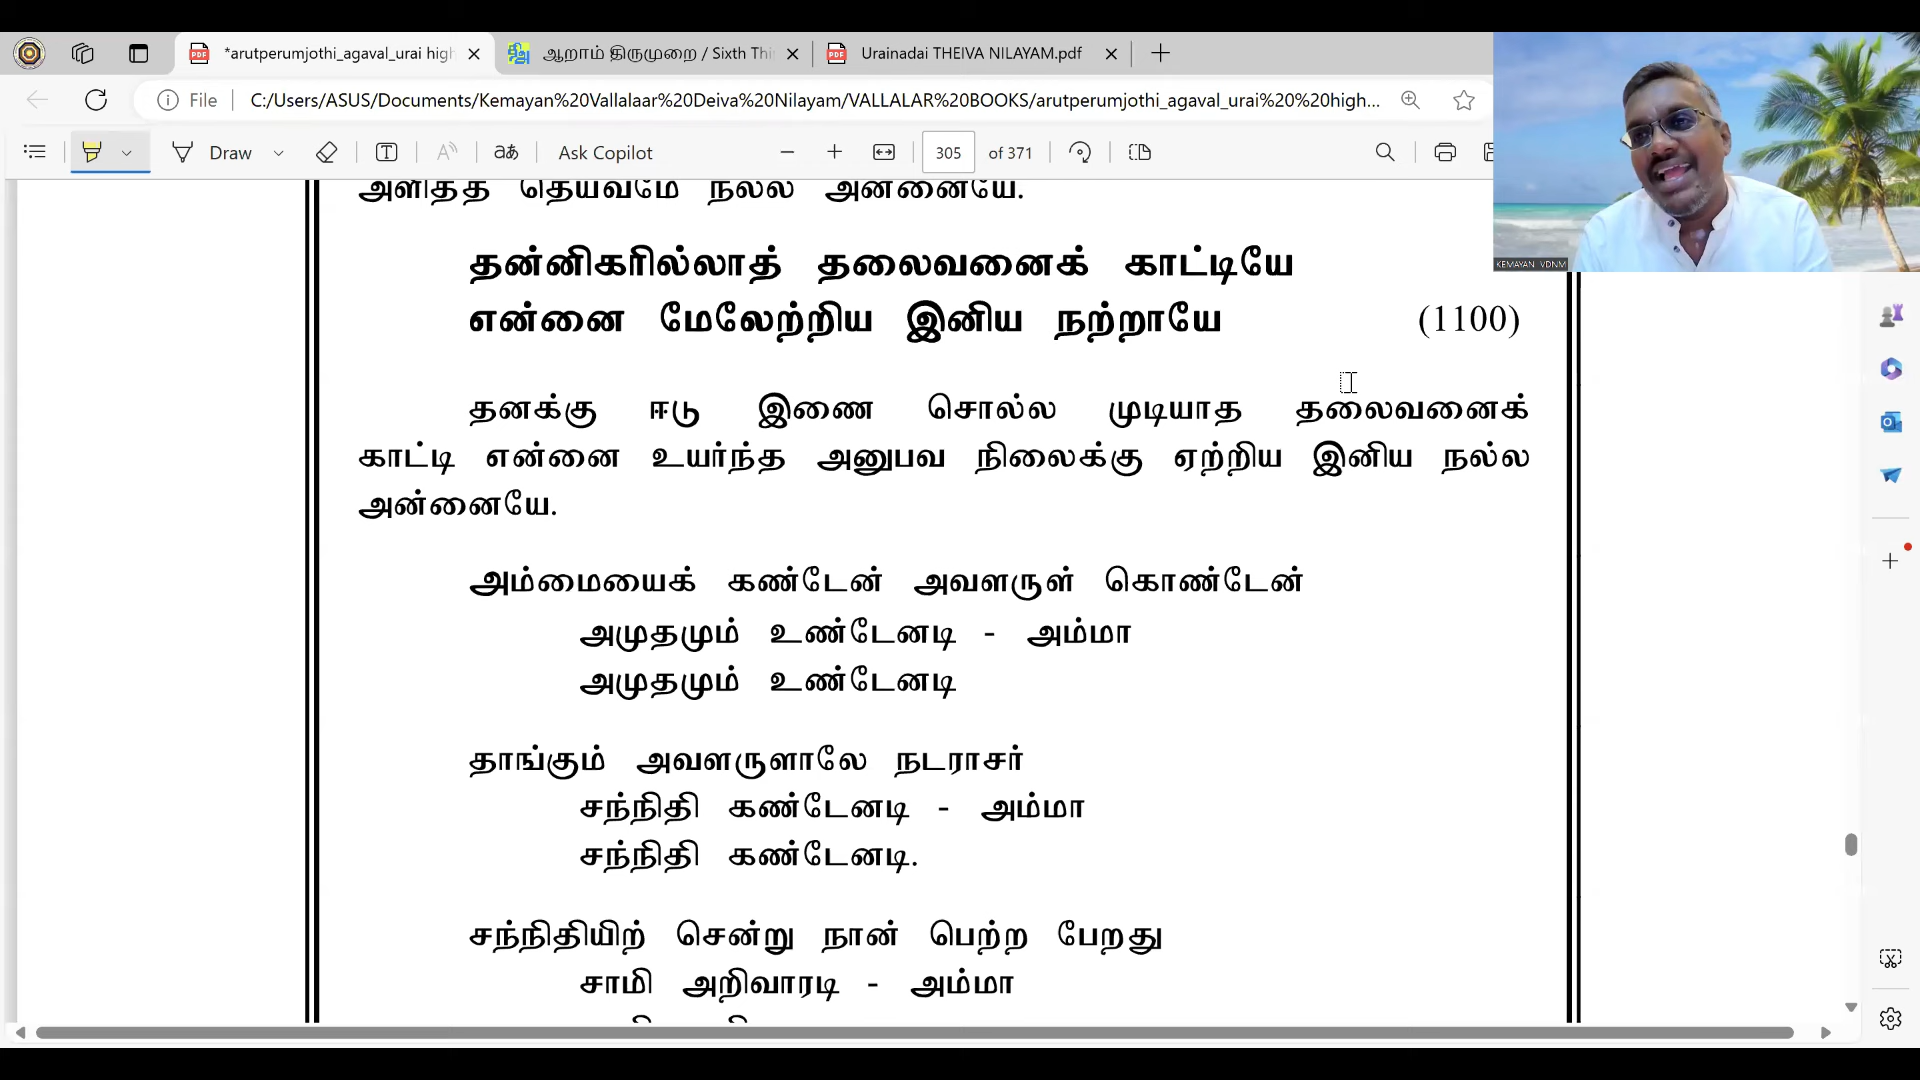 *arutperumjothi_agaval_urai high
ஆறாம் திருமுறை / Sixth Thi
Urainadai THEIVA NILAYAM.pdf
File
C:/Users/ASUS/Documents/Kemayan%20Vallalaar%20Deiva%20Nilayam/VALLALAR%20BOOKS/arutperumjothi_agaval_urai%20%20high...
Draw
Ask Copilot
305 of 371
KEMAYAN VDNM
அளித்த தெய்வமே நல்ல அன்னையே.
தன்னிகரில்லாத் தலைவனைக் காட்டியே
என்னை மேலேற்றிய இனிய நற்றாயே (1100)
தனக்கு ஈடு இணை சொல்ல முடியாத தலைவனைக்
காட்டி என்னை உயர்ந்த அனுபவ நிலைக்கு ஏற்றிய இனிய நல்ல
அன்னையே.
அம்மையைக் கண்டேன் அவளருள் கொண்டேன்
அமுதமும் உண்டேனடி - அம்மா
அமுதமும் உண்டேனடி
தாங்கும் அவளருளாலே நடராசர்
சந்நிதி கண்டேனடி - அம்மா
சந்நிதி கண்டேனடி.
சந்நிதியிற் சென்று நான் பெற்ற பேறது
சாமி அறிவாரடி - அம்மா